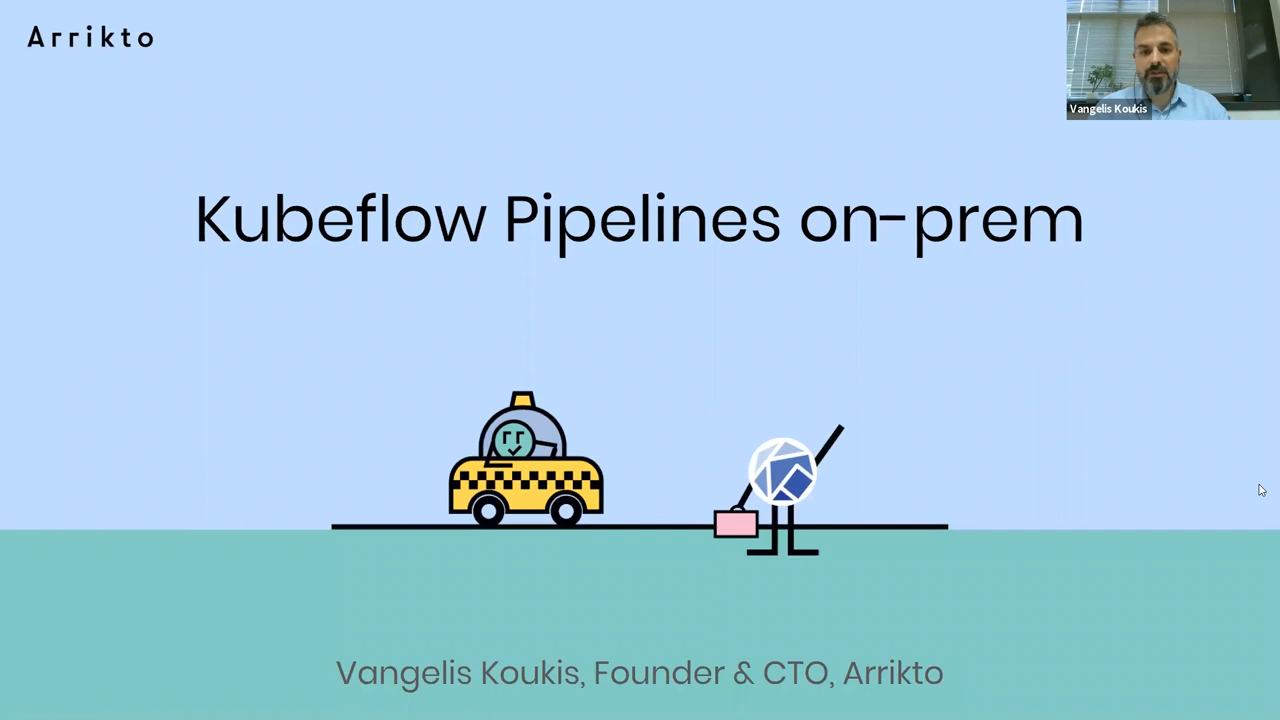 Arrikto
Vangelis Koukis
Kubeflow Pipelines on-prem
Vangelis Koukis, Founder & CTO, Arrikto